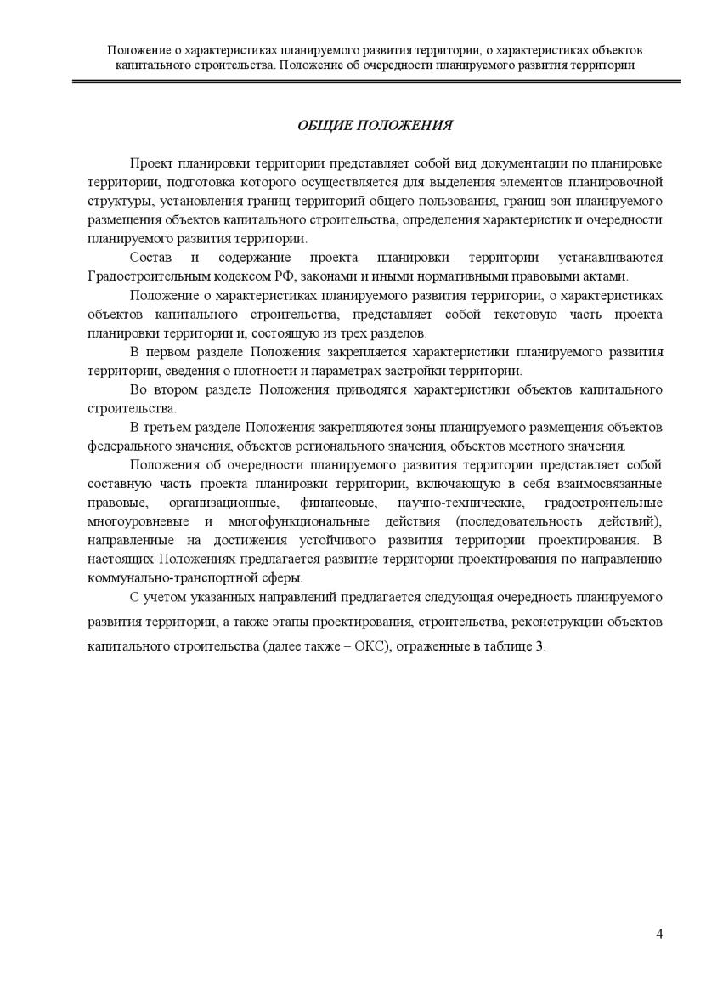 Положение о характеристиках планируемого развития территории, о характеристиках объектов
капитального строительства. Положение об очередности планируемого развития территории
ОБЩИЕ ПОЛОЖЕНИЯ
Проект планировки территории представляет собой вид документации по планировке
территории, подготовка которого осуществляется для выделения элементов планировочной
структуры, установления границ территорий общего пользования, границ зон планируемого
размещения объектов капитального строительства, определения характеристик и очередности
планируемого развития территории.
Состав и содержание проекта планировки территории устанавливаются
Градостроительным кодексом РФ, законами и иными нормативными правовыми актами.
Положение о характеристиках планируемого развития территории, о характеристиках
объектов капитального строительства, представляет собой текстовую часть проекта
планировки территории и, состоящую из трех разделов.
В первом разделе Положения закрепляется характеристики планируемого развития
территории, сведения о плотности и параметрах застройки территории.
Во втором разделе Положения приводятся характеристики объектов капитального
строительства.
В третьем разделе Положения закрепляются зоны планируемого размещения объектов
федерального значения, объектов регионального значения, объектов местного значения.
Положения об очередности планируемого развития территории представляет собой
составную часть проекта планировки территории, включающую в себя взаимосвязанные
правовые, организационные, финансовые, научно-технические, градостроительные
многоуровневые и многофункциональные действия (последовательность действий),
направленные на достижения устойчивого развития территории проектирования. В
настоящих Положениях предлагается развитие территории проектирования по направлению
коммунально-транспортной сферы.
С учетом указанных направлений предлагается следующая очередность планируемого
развития территории, а также этапы проектирования, строительства, реконструкции объектов
капитального строительства (далее также – ОКС), отраженные в таблице 3.
4